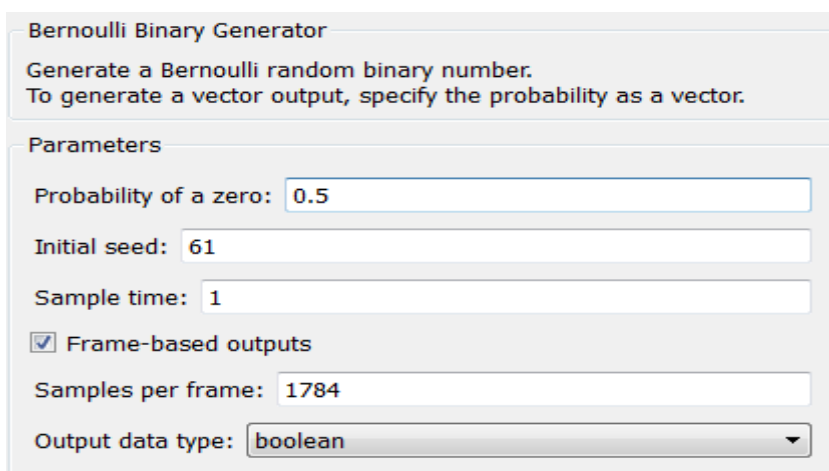 Bernoulli Binary Generator
Generate a Bernoulli random binary number.
To generate a vector output, specify the probability as a vector.
Parameters
Probability of a zero: 0.5
Initial seed: 61
Sample time: 1
Frame-based outputs
Samples per frame: 1784
Output data type: boolean